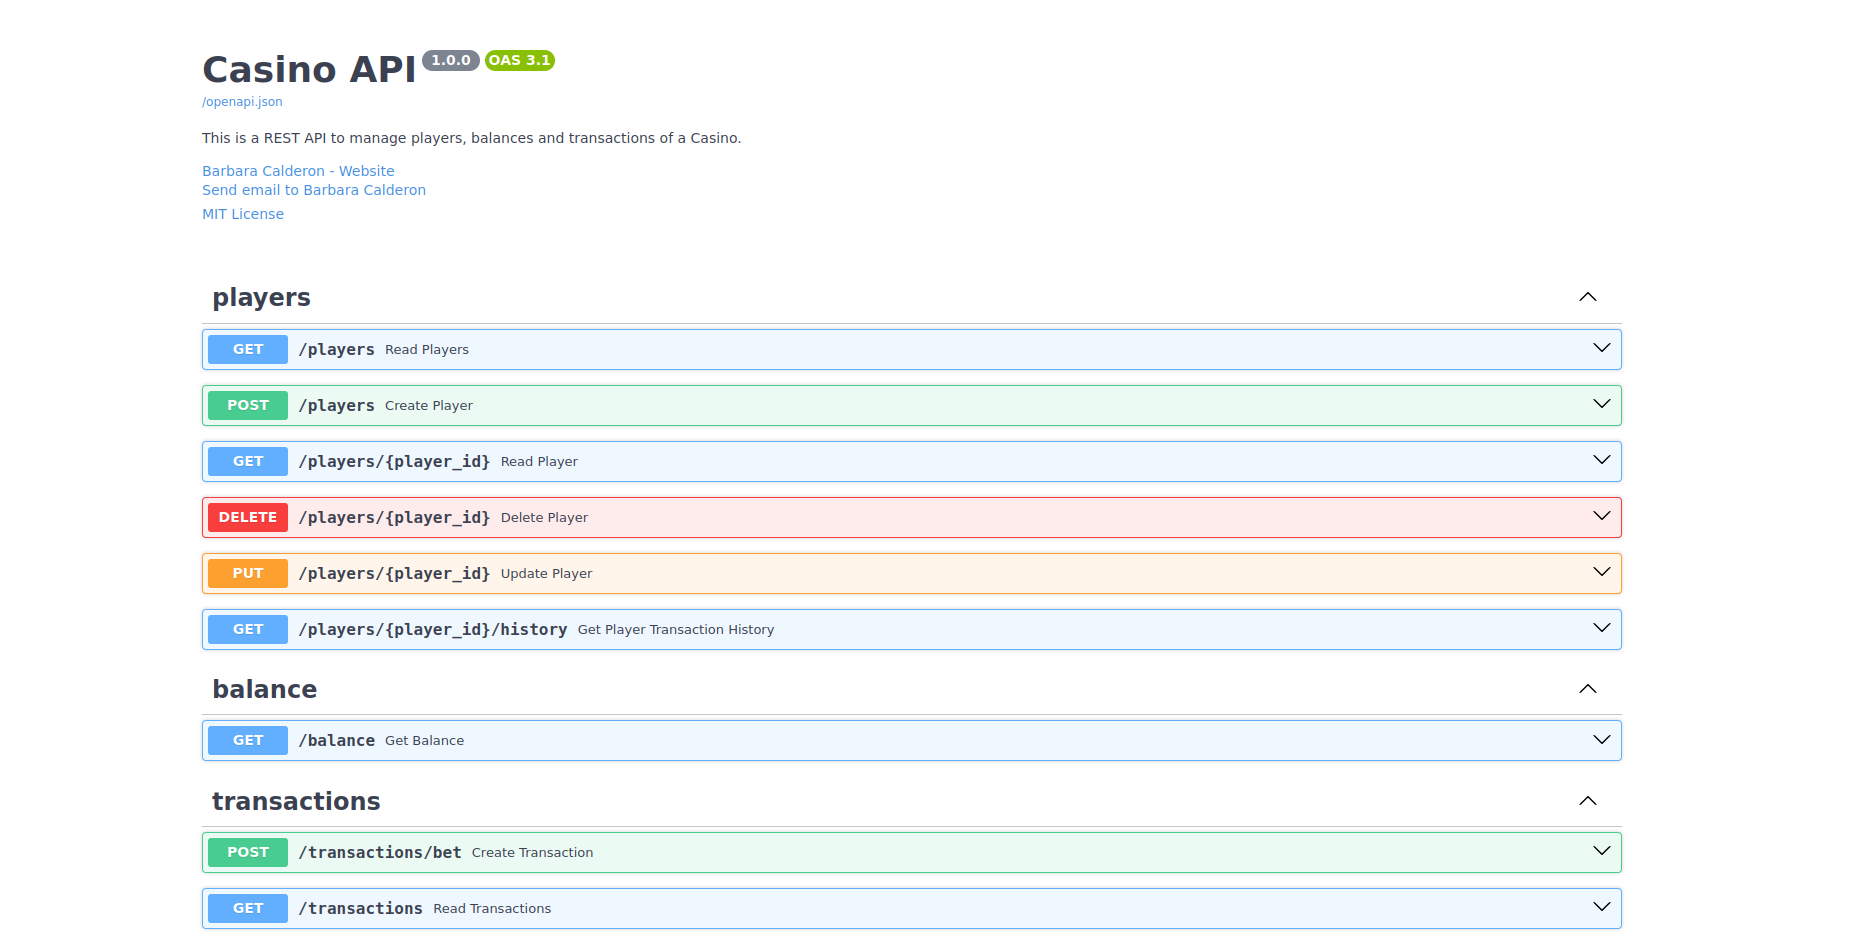 Casino API 1.0.0 OAS 3.1
/openapi.json
This is a REST API to manage players, balances and transactions of a Casino.
Barbara Calderon - Website
Send email to Barbara Calderon
MIT License
players
GET /players Read Players
POST /players Create Player
GET /players/{player_id} Read Player
DELETE /players/{player_id} Delete Player
PUT /players/{player_id} Update Player
GET /players/{player_id}/history Get Player Transaction History
balance
GET /balance Get Balance
transactions
POST /transactions/bet Create Transaction
GET /transactions Read Transactions